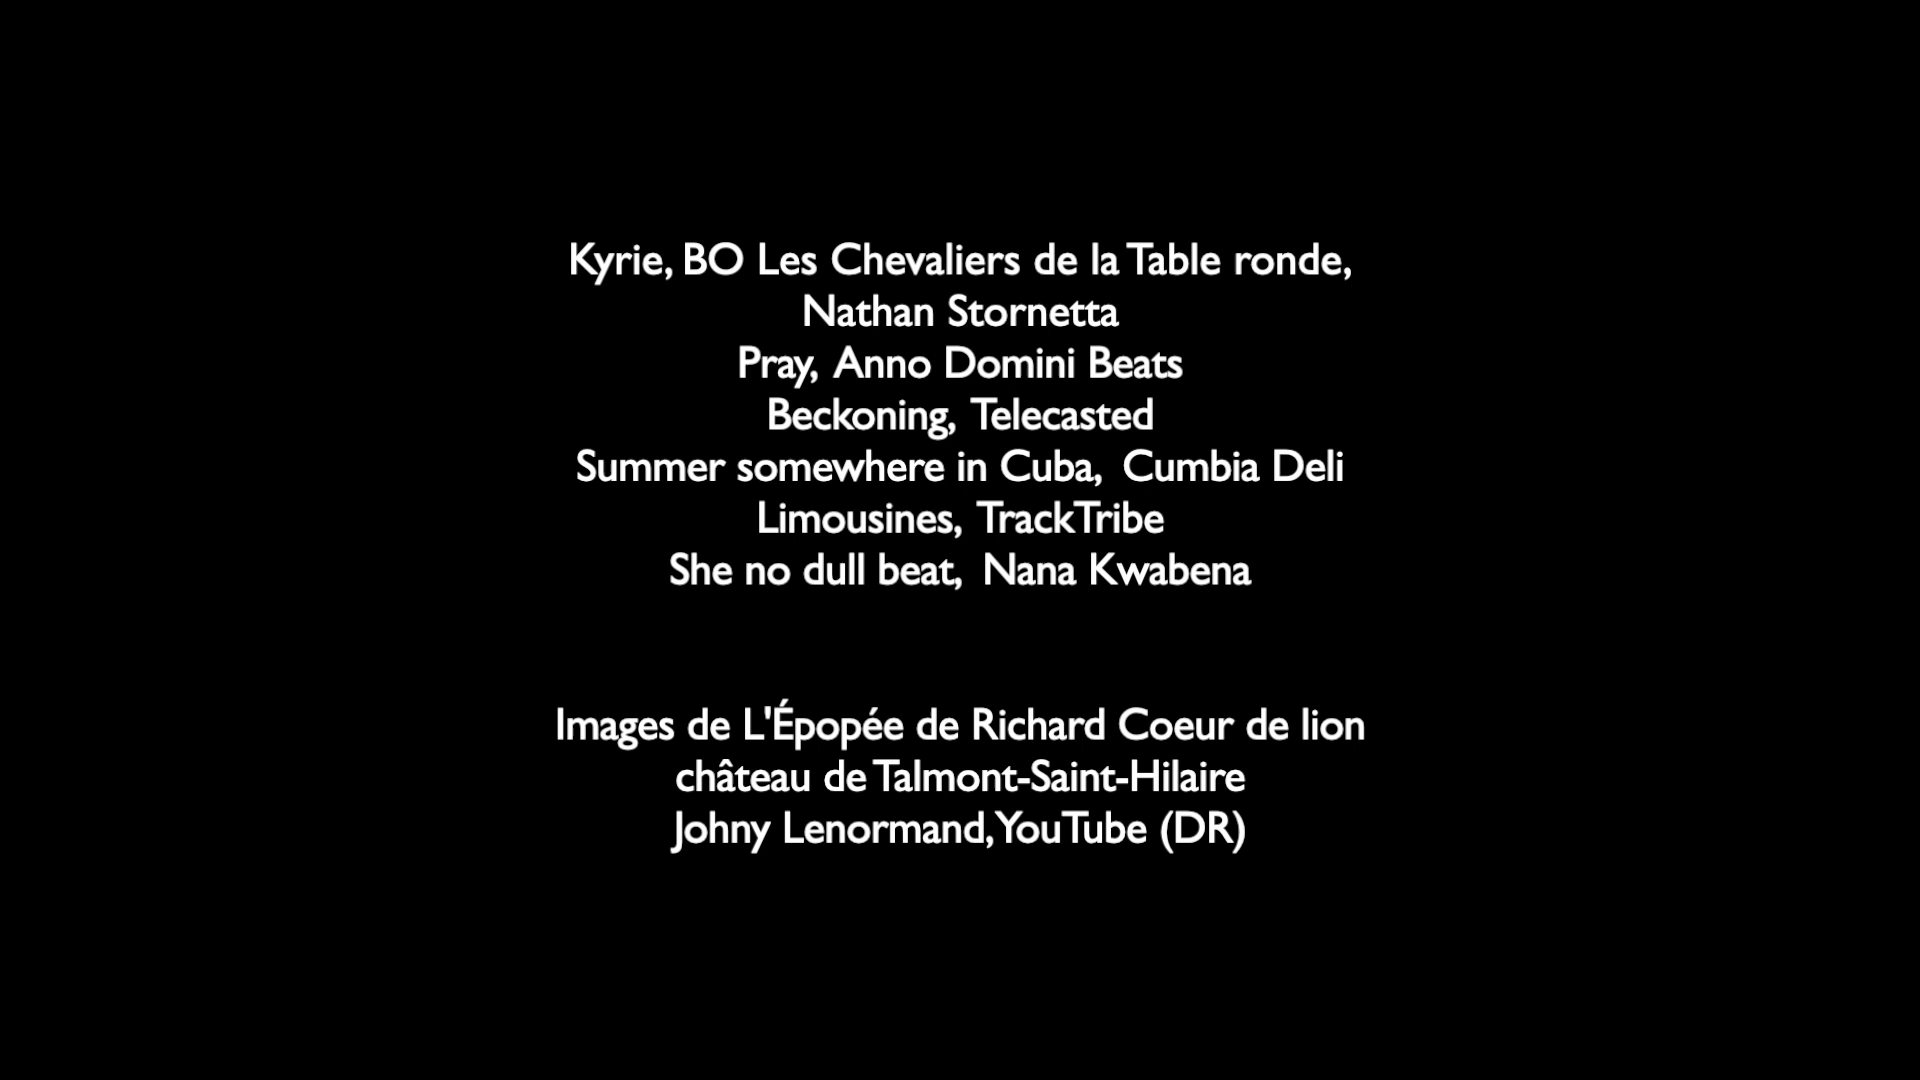 Kyrie, BO Les Chevaliers de la Table ronde,
Nathan Stornetta
Pray, Anno Domini Beats
Beckoning, Telecasted
Summer somewhere in Cuba, Cumbia Deli
Limousines, TrackTribe
She no dull beat, Nana Kwabena
Images de L'Épopée de Richard Coeur de lion
château de Talmont-Saint-Hilaire
Johny Lenormand, YouTube (DR)